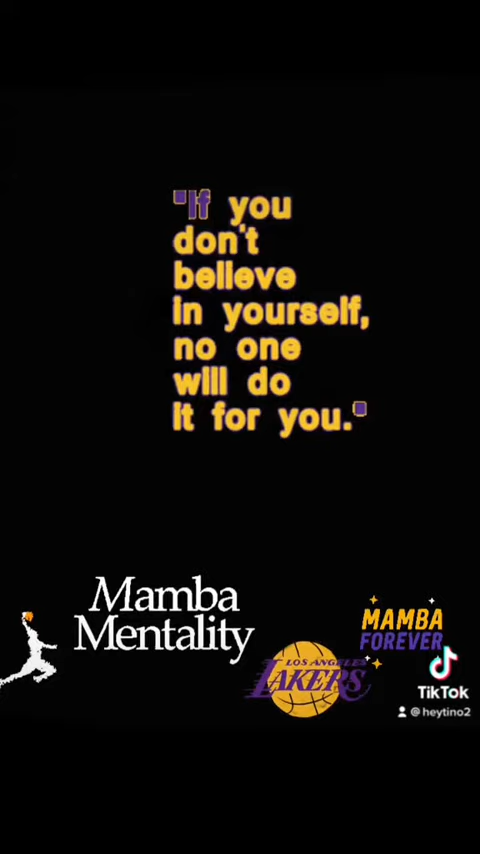 "If you
don't
believe
in yourself,
no one
will do
it for you."
Mamba
Mentality
MAMBA
FOREVER
LOS ANGELES
LAKERS
TikTok
@heytino2